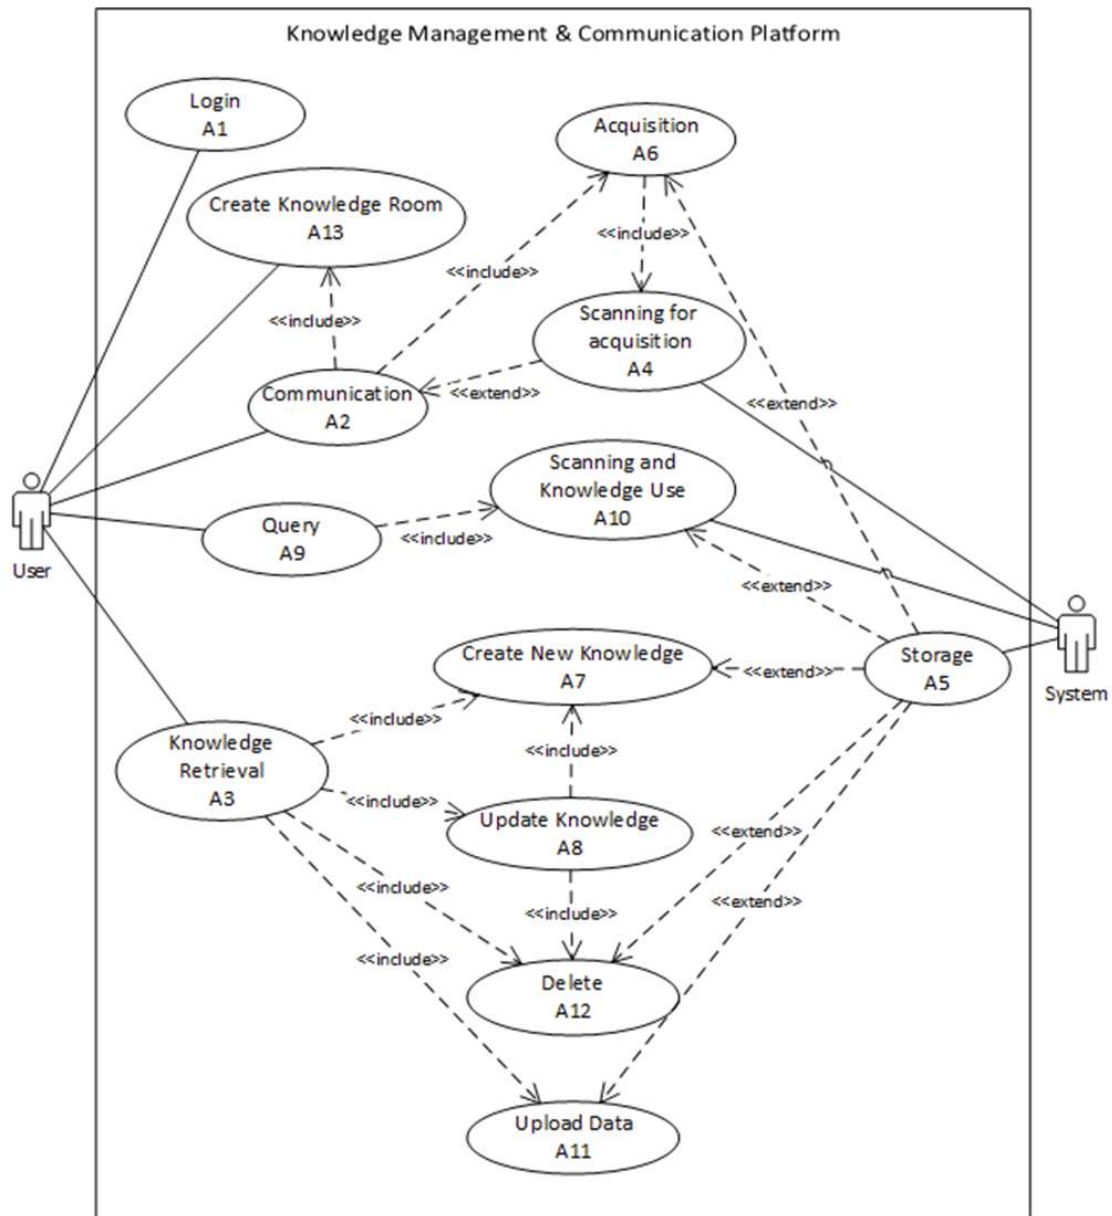 Knowledge Management & Communication Platform
Login
A1
Acquisition
A6
Create Knowledge Room
A13
<<include>>
<<include>>
<<include>>
Scanning for
acquisition
A4
Communication
A2
<<extend>>
<<extend>>
Scanning and
Knowledge Use
A10
Query
A9
<<include>>
User
<<extend>>
Create New Knowledge
A7
<<extend>>
Storage
A5
System
<<include>>
Knowledge
Retrieval
A3
<<include>>
<<include>>
Update Knowledge
A8
<<extend>>
<<include>>
<<extend>>
<<include>>
<<include>>
Delete
A12
Upload Data
A11